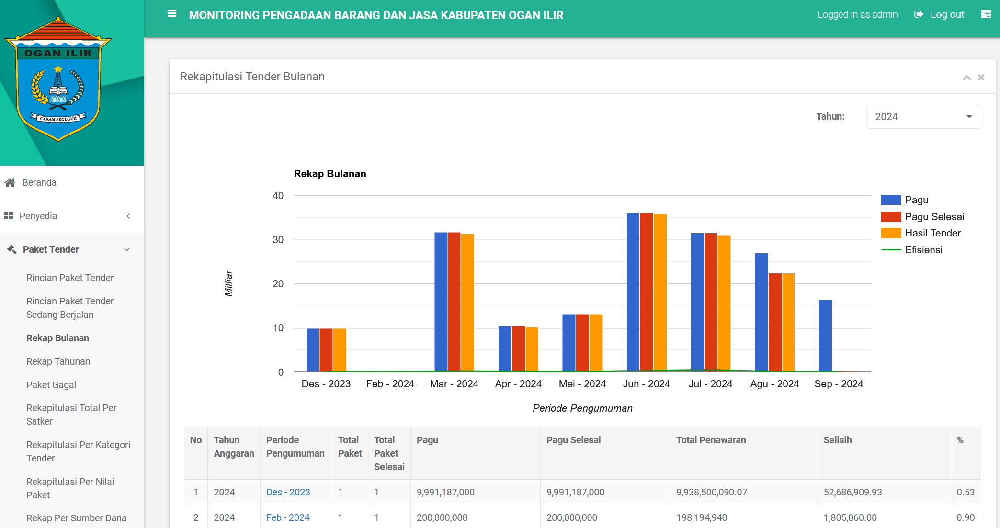 MONITORING PENGADAAN BARANG DAN JASA KABUPATEN OGAN ILIR
Logged in as admin
Log out
OGAN ILIR
CARAM SEGUGUK
Beranda
Penyedia
Paket Tender
Rincian Paket Tender
Rincian Paket Tender
Sedang Berjalan
Rekap Bulanan
Rekap Tahunan
Paket Gagal
Rekapitulasi Total Per
Satker
Rekapitulasi Per Kategori
Tender
Rekapitulasi Per Nilai
Paket
Rekap Per Sumber Dana
Rekapitulasi Tender Bulanan
Tahun: 2024
Rekap Bulanan
40
30
20
10
0
Milliar
Des - 2023 Feb - 2024 Mar - 2024 Apr - 2024 Mei - 2024 Jun - 2024 Jul - 2024 Agu - 2024 Sep - 2024
Periode Pengumuman
Pagu
Pagu Selesai
Hasil Tender
Efisiensi
No Tahun Anggaran Periode Pengumuman Total Paket Total Paket Selesai Pagu Pagu Selesai Total Penawaran Selisih %
1 2024 Des - 2023 1 1 9,991,187,000 9,991,187,000 9,938,500,090.07 52,686,909.93 0.53
2 2024 Feb - 2024 1 1 200,000,000 200,000,000 198,194,940 1,805,060.00 0.90